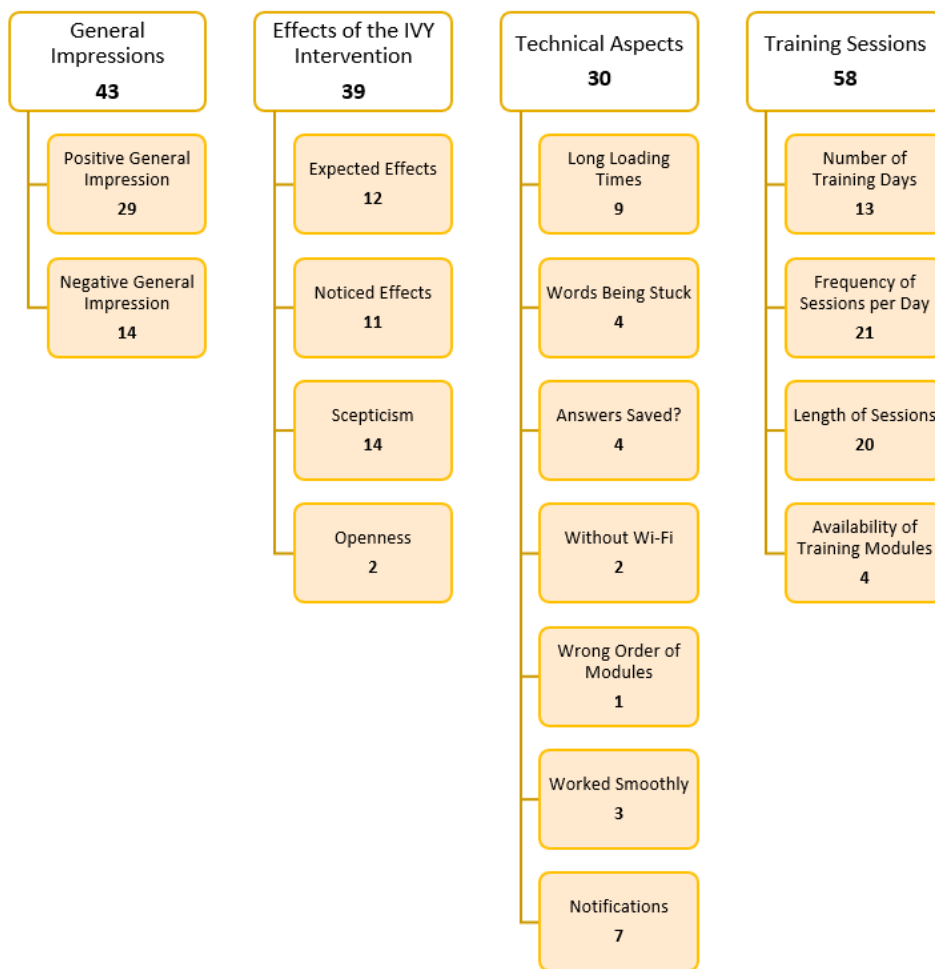 General
Impressions
43
Positive General
Impression
29
Negative General
Impression
14
Effects of the IVY
Intervention
39
Expected Effects
12
Noticed Effects
11
Scepticism
14
Openness
2
Technical Aspects
30
Long Loading
Times
9
Words Being Stuck
4
Answers Saved?
4
Without Wi-Fi
2
Wrong Order of
Modules
1
Worked Smoothly
3
Notifications
7
Training Sessions
58
Number of
Training Days
13
Frequency of
Sessions per Day
21
Length of Sessions
20
Availability of
Training Modules
4